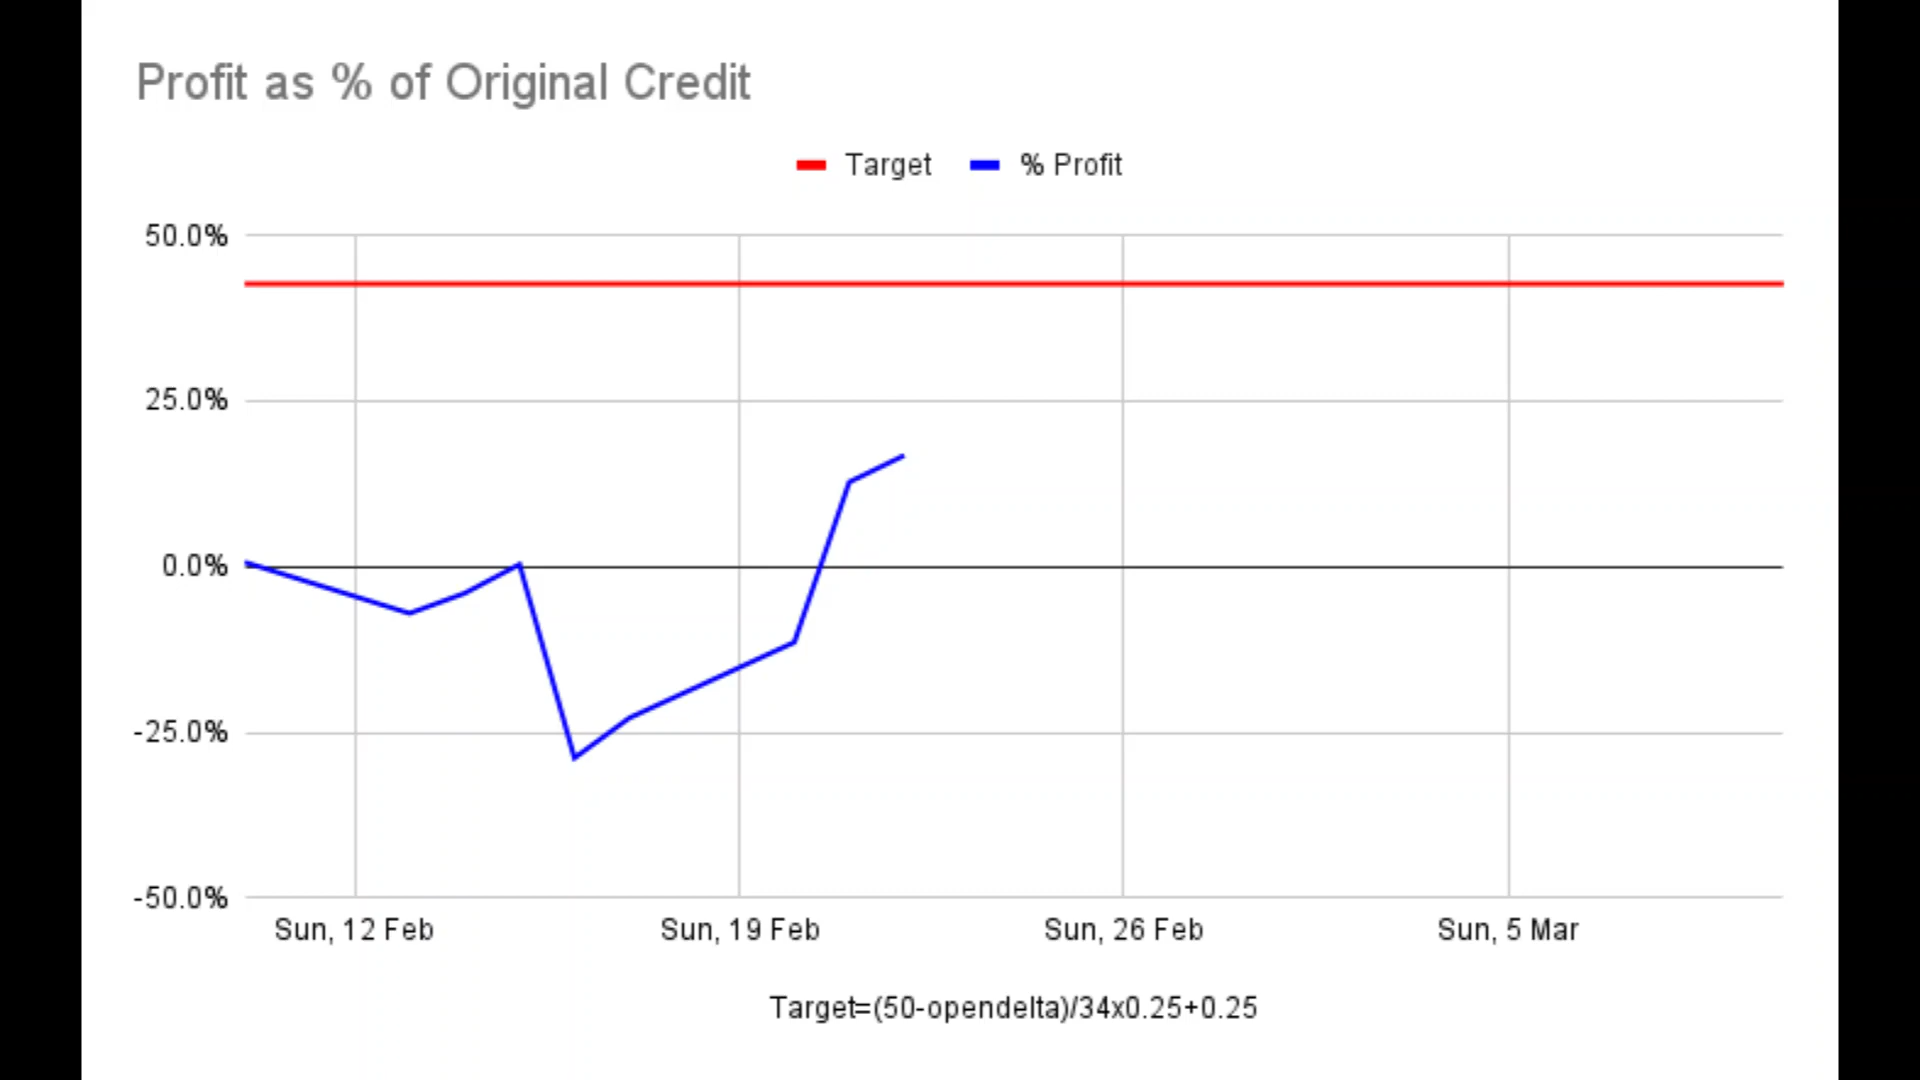 Profit as % of Original Credit
Target % Profit
50.0%
25.0%
0.0%
-25.0%
-50.0%
Sun, 12 Feb Sun, 19 Feb Sun, 26 Feb Sun, 5 Mar
Target=(50-opendelta)/34x0.25+0.25